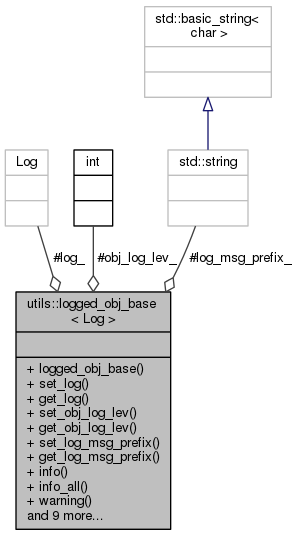 std::basic_string<
char >
Log
int
std::string
#log_
#obj_log_lev_
#log_msg_prefix_
utils::logged_obj_base
< Log >
+ logged_obj_base()
+ set_log()
+ get_log()
+ set_obj_log_lev()
+ get_obj_log_lev()
+ set_log_msg_prefix()
+ get_log_msg_prefix()
+ info()
+ info_all()
+ warning()
and 9 more...